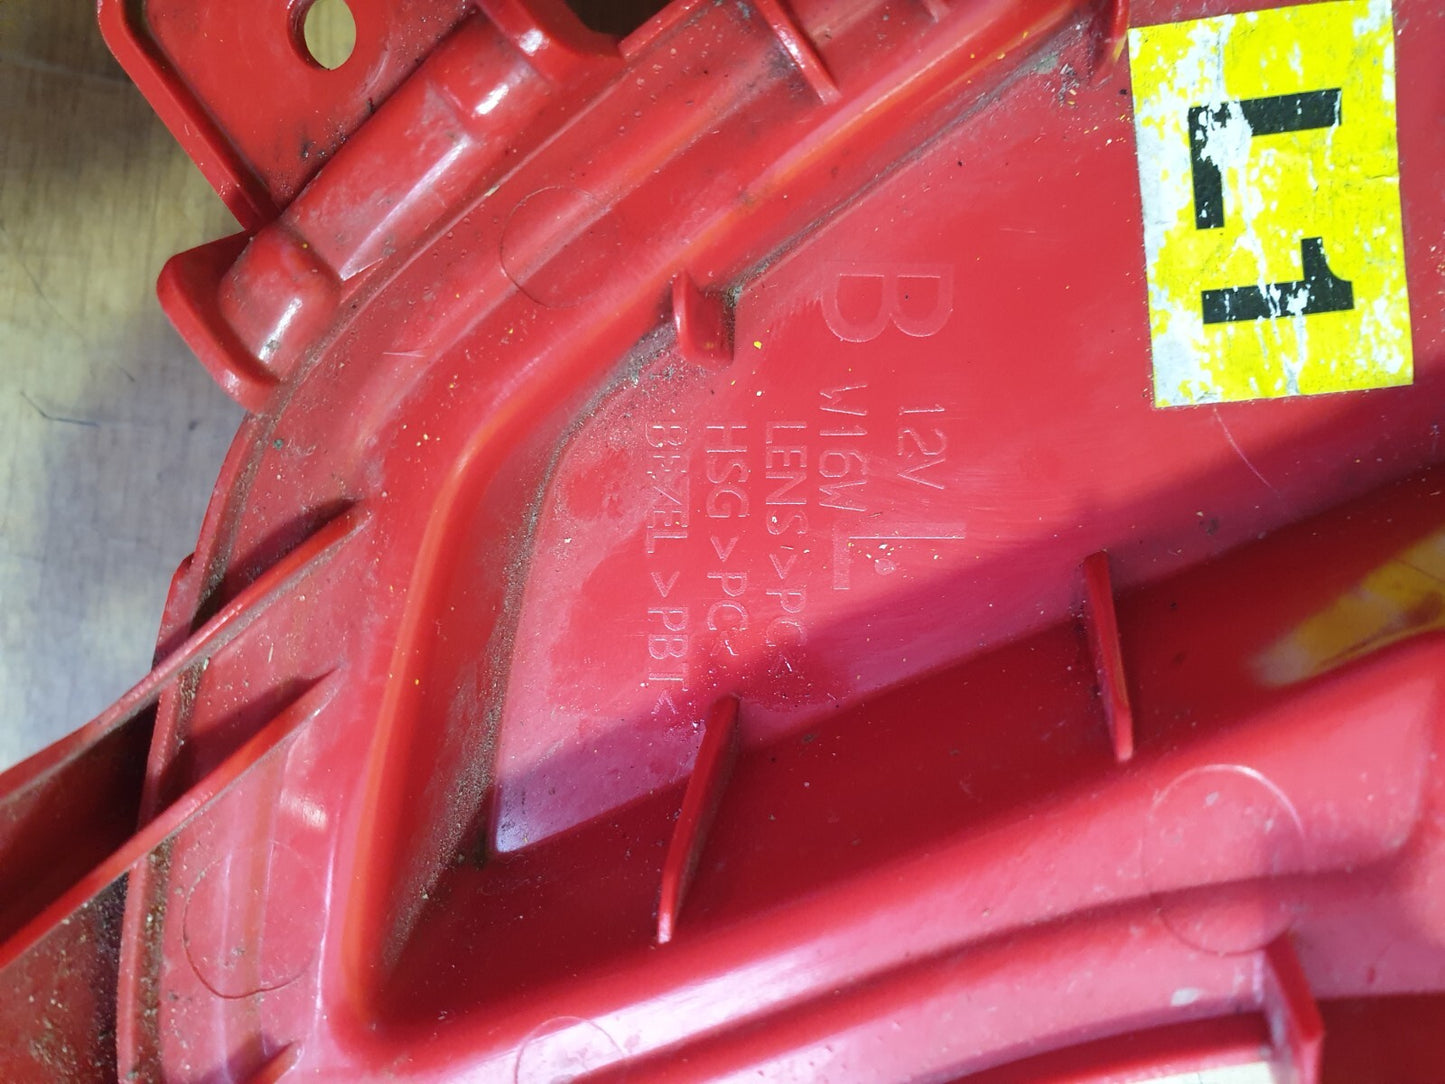 L1
B 12V L
W16W
LENS >PC<
HSG >PC<
BEZEL >PBT<